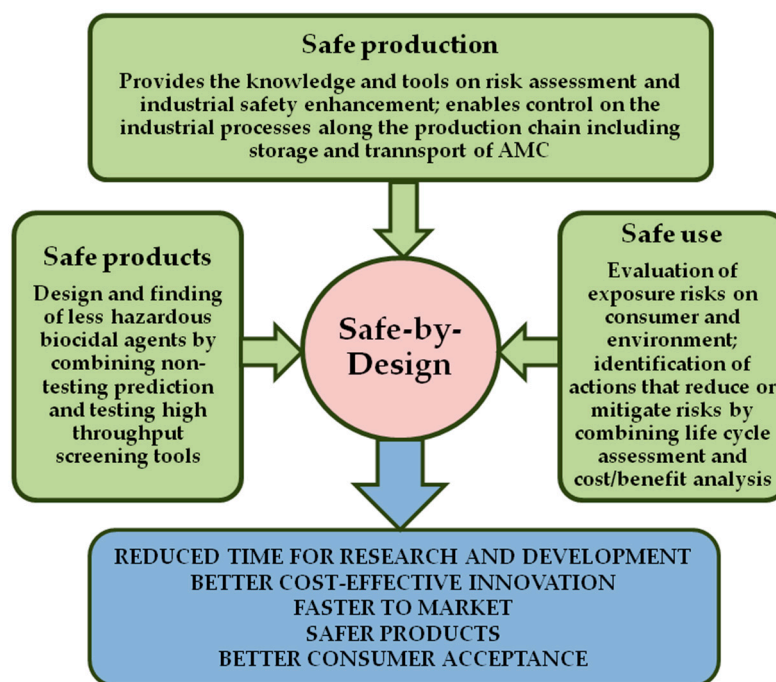 Safe production
Provides the knowledge and tools on risk assessment and
industrial safety enhancement; enables control on the
industrial processes along the production chain including
storage and trannsport of AMC
Safe products
Design and finding
of less hazardous
biocidal agents by
combining non-
testing prediction
and testing high
throughput
screening tools
Safe-by-
Design
Safe use
Evaluation of
exposure risks on
consumer and
environment;
identification of
actions that reduce or
mitigate risks by
combining life cycle
assessment and
cost/benefit analysis
REDUCED TIME FOR RESEARCH AND DEVELOPMENT
BETTER COST-EFFECTIVE INNOVATION
FASTER TO MARKET
SAFER PRODUCTS
BETTER CONSUMER ACCEPTANCE